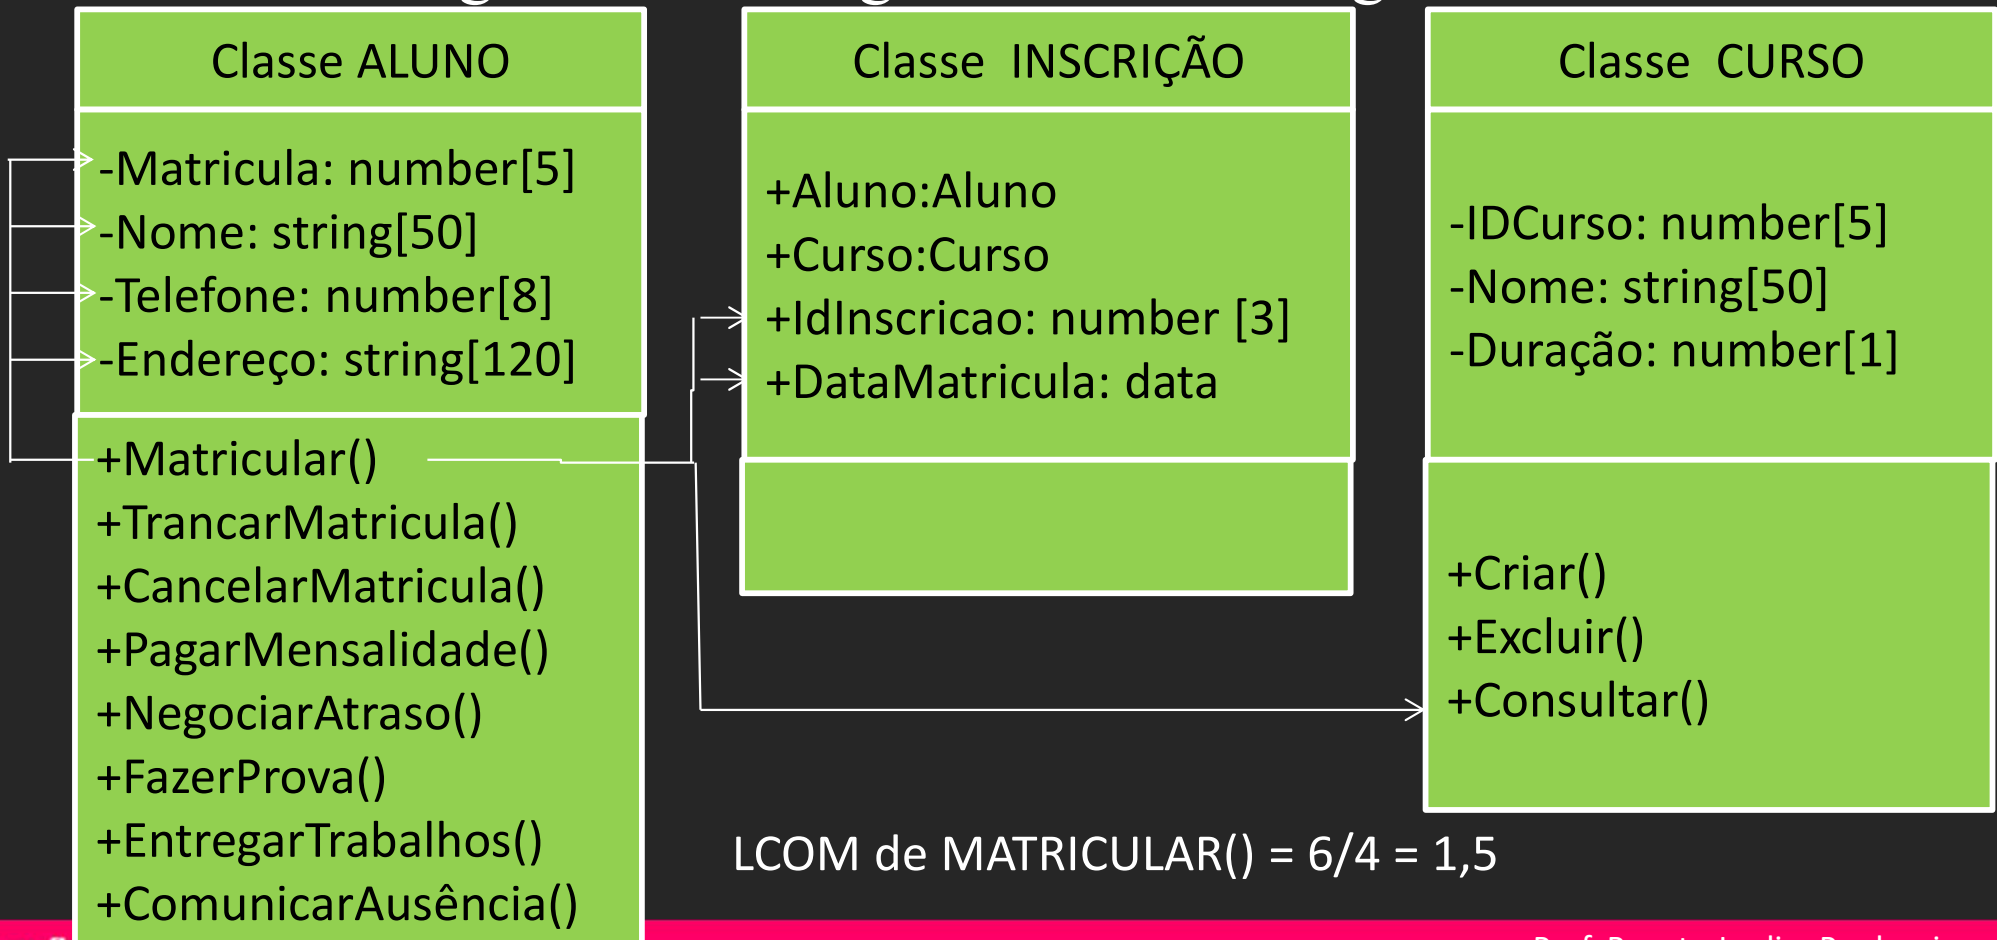 Classe ALUNO
-Matricula: number[5]
-Nome: string[50]
-Telefone: number[8]
-Endereço: string[120]
+Matricular()
+TrancarMatricula()
+CancelarMatricula()
+PagarMensalidade()
+NegociarAtraso()
+FazerProva()
+EntregarTrabalhos()
+ComunicarAusência()
Classe INSCRIÇÃO
+Aluno:Aluno
+Curso:Curso
+IdInscricao: number [3]
+DataMatricula: data
Classe CURSO
-IDCurso: number[5]
-Nome: string[50]
-Duração: number[1]
+Criar()
+Excluir()
+Consultar()
LCOM de MATRICULAR() = 6/4 = 1,5